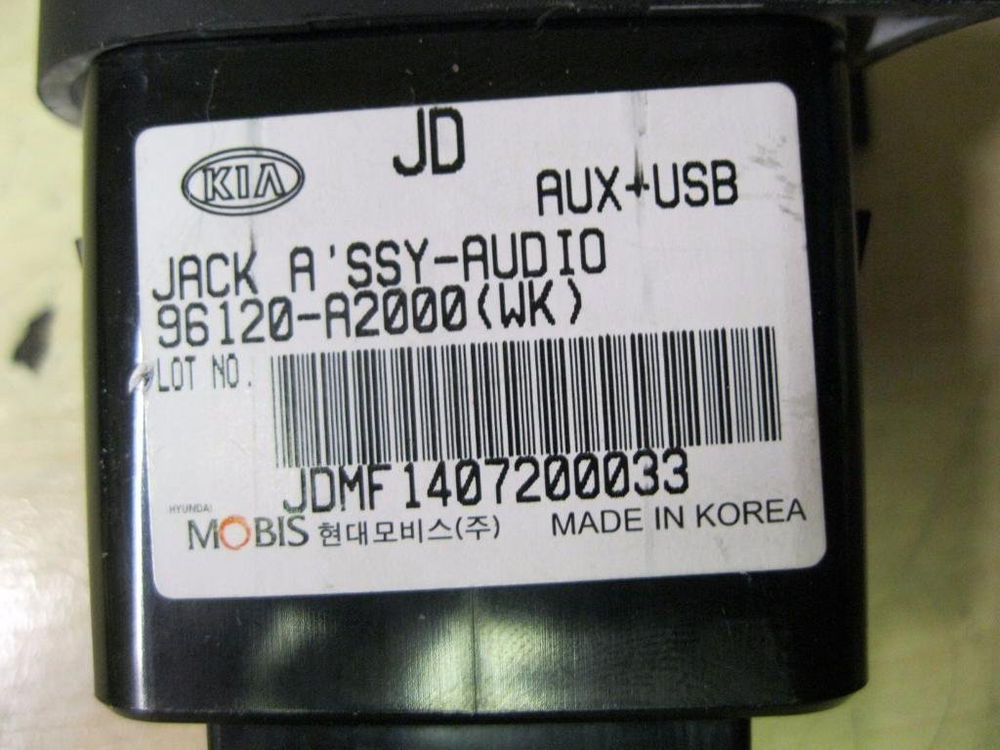 JD
KIA
AUX+USB
JACK A'SSY-AUDIO
96120-A2000(WK)
LOT NO.
JDMF1407200033
HYUNDAI
MOBIS 현대모비스(주) MADE IN KOREA